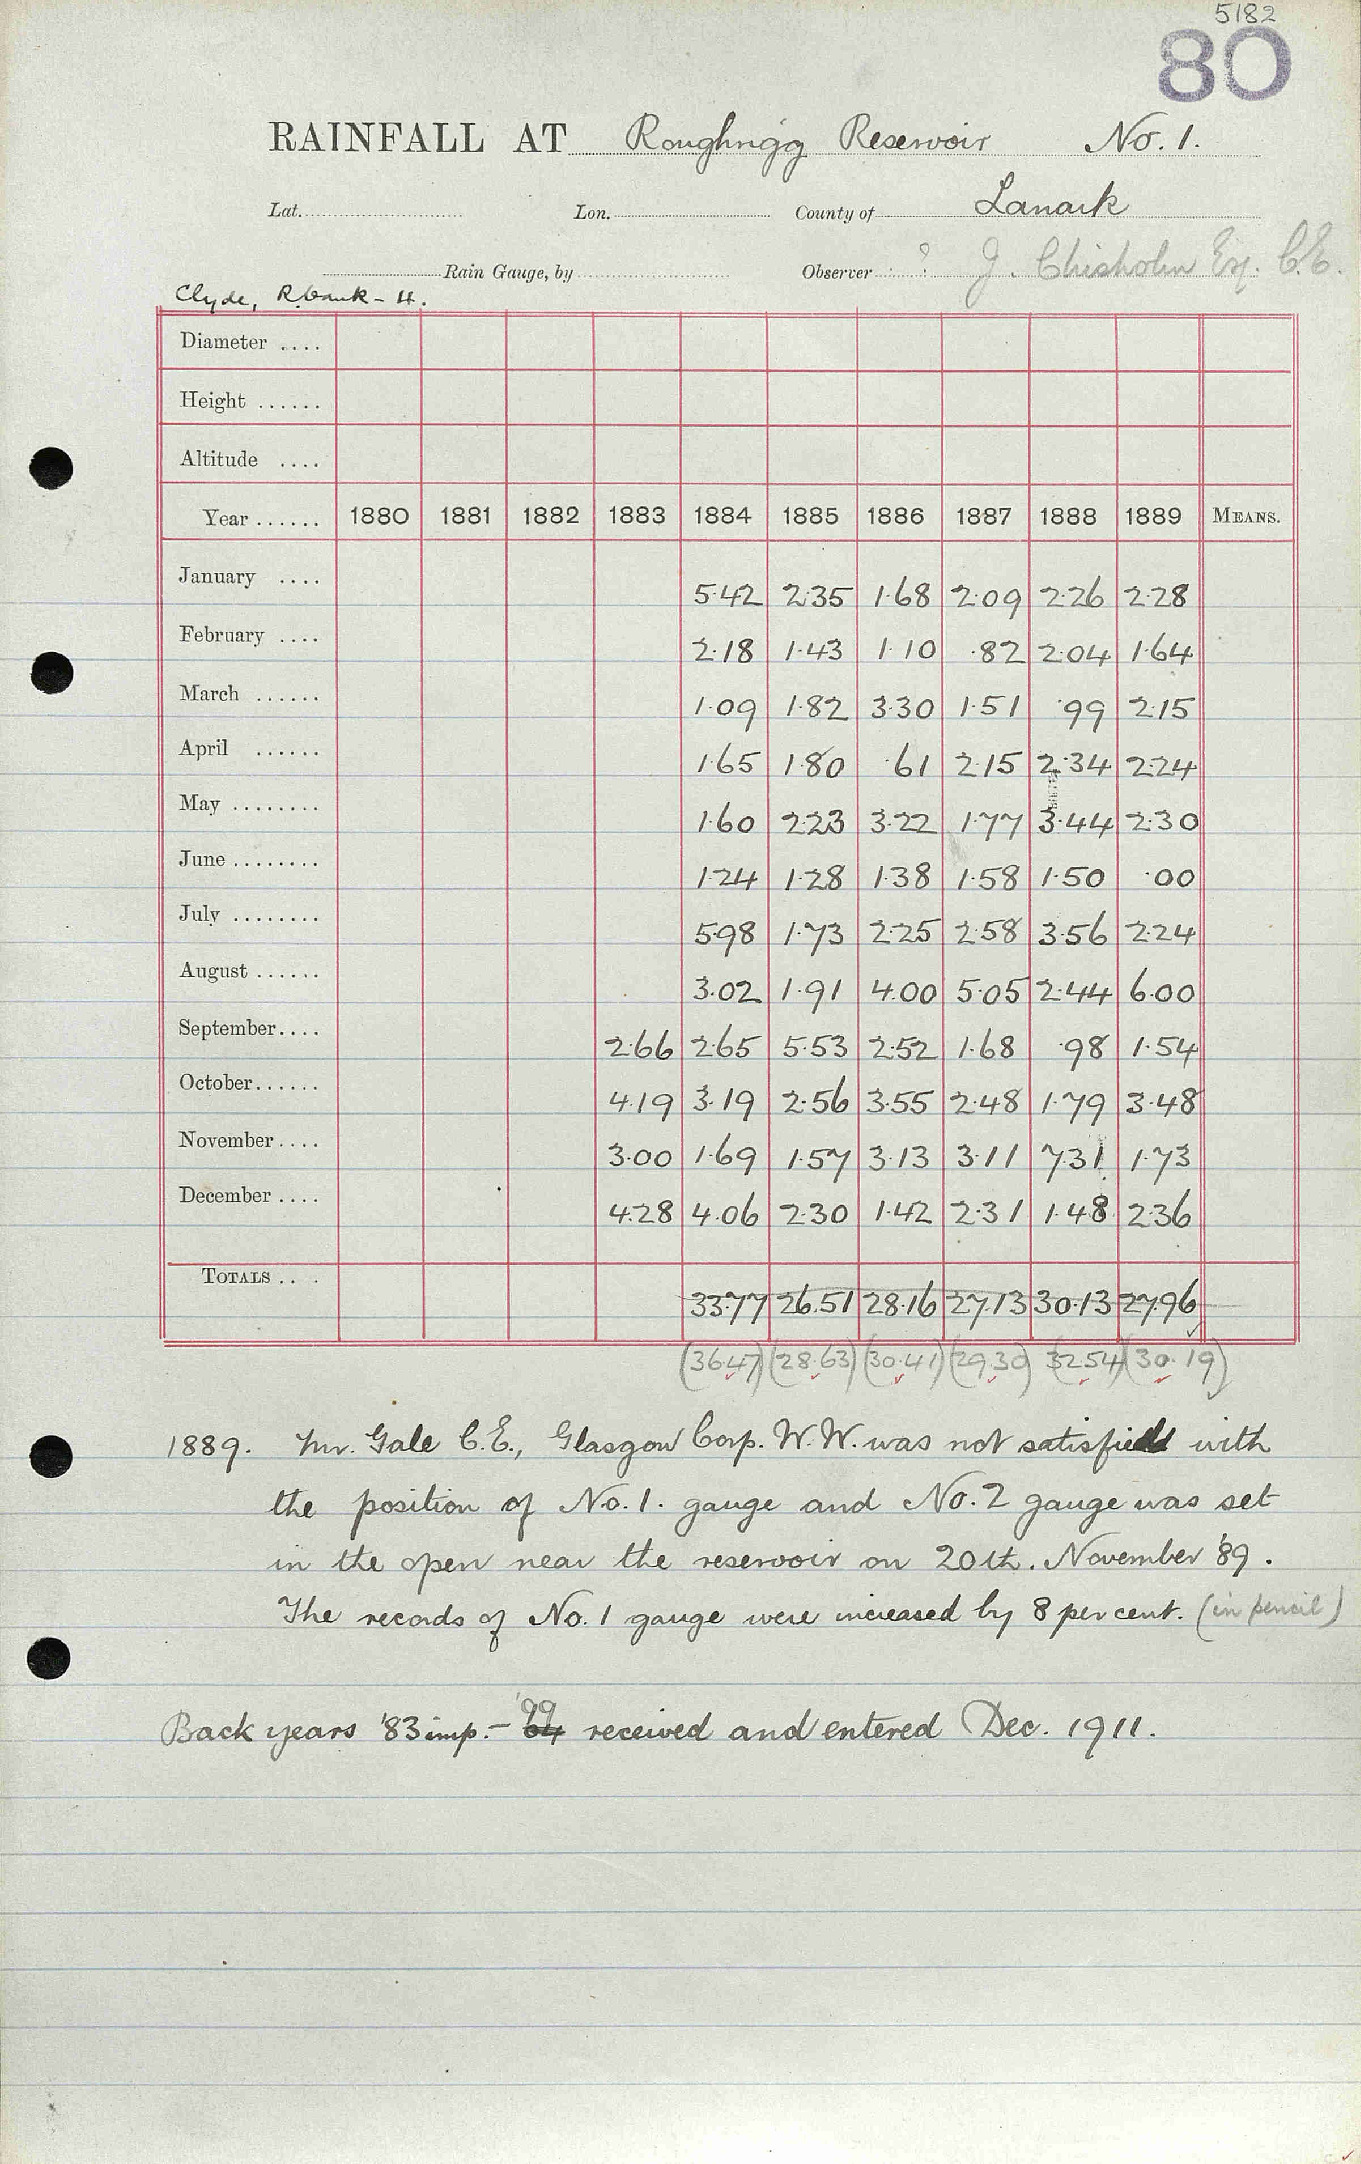 5182
80
RAINFALL AT Roughrigg Reservoir No. 1.
Lat. Lon. County of Lanark
Rain Gauge, by Observer ? J. Chisholm Esq. C.E.
Clyde, R. bank - H.
Diameter ....
Height ......
Altitude ....
Year ...... 1880 1881 1882 1883 1884 1885 1886 1887 1888 1889 MEANS.
January .... 5.42 2.35 1.68 2.09 2.26 2.28
February .... 2.18 1.43 1.10 .82 2.04 1.64
March ...... 1.09 1.82 3.30 1.51 .99 2.15
April ...... 1.65 1.80 .61 2.15 2.34 2.24
May ........ 1.60 2.23 3.22 1.77 3.44 2.30
June ........ 1.24 1.28 1.38 1.58 1.50 .00
July ........ 5.98 1.73 2.25 2.58 3.56 2.24
August ...... 3.02 1.91 4.00 5.05 2.44 6.00
September.... 2.66 2.65 5.53 2.52 1.68 .98 1.54
October...... 4.19 3.19 2.56 3.55 2.48 1.79 3.48
November.... 3.00 1.69 1.57 3.13 3.11 7.31 1.73
December.... 4.28 4.06 2.30 1.42 2.31 1.48 2.36
TOTALS .... 33.77 26.51 28.16 27.13 30.13 27.96
(36.47) (28.63) (30.41) (29.30) (32.54) (30.19)
1889. Mr. Gale C.E., Glasgow Corp. W.W. was not satisfied with
the position of No. 1. gauge and No. 2 gauge was set
in the open near the reservoir on 20th. November '89.
The records of No. 1 gauge were increased by 8 per cent. (in pencil)
Back years '83 imp. - '99 received and entered Dec. 1911.